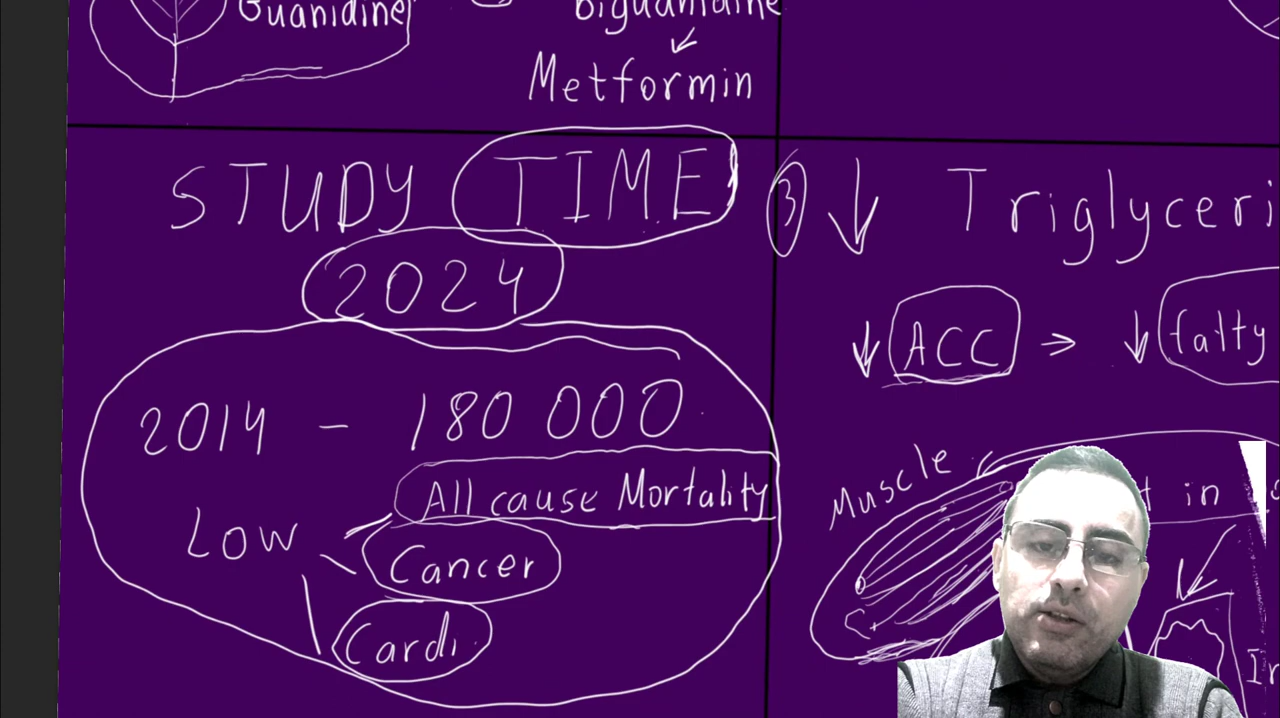 Guanidine
Biguanidine
Metformin
STUDY TIME
2024
2014 - 180 000
All cause Mortality
Low
Cancer
Cardi
3 ↓ Triglyceri
↓ ACC → ↓ fatty
Muscle
in